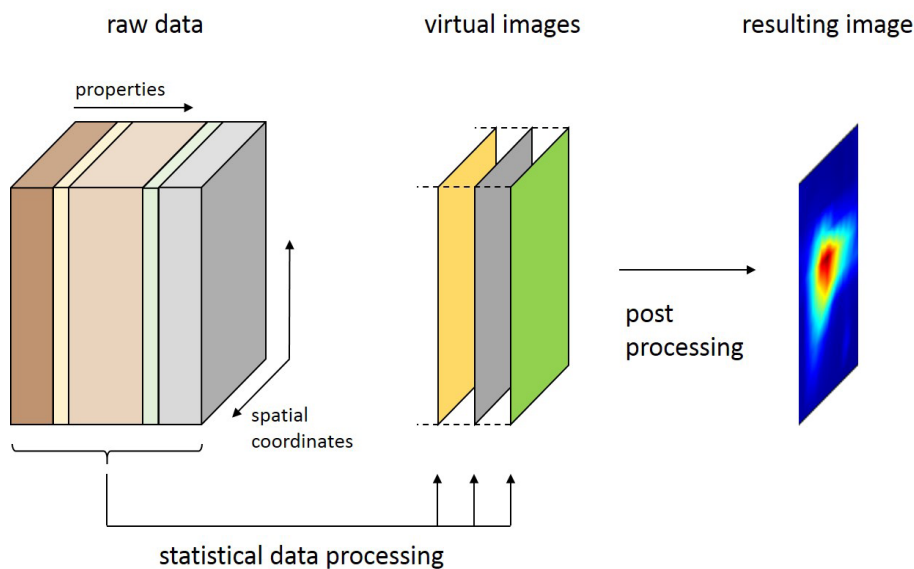 raw data
virtual images
resulting image
properties
spatial
coordinates
post
processing
statistical data processing